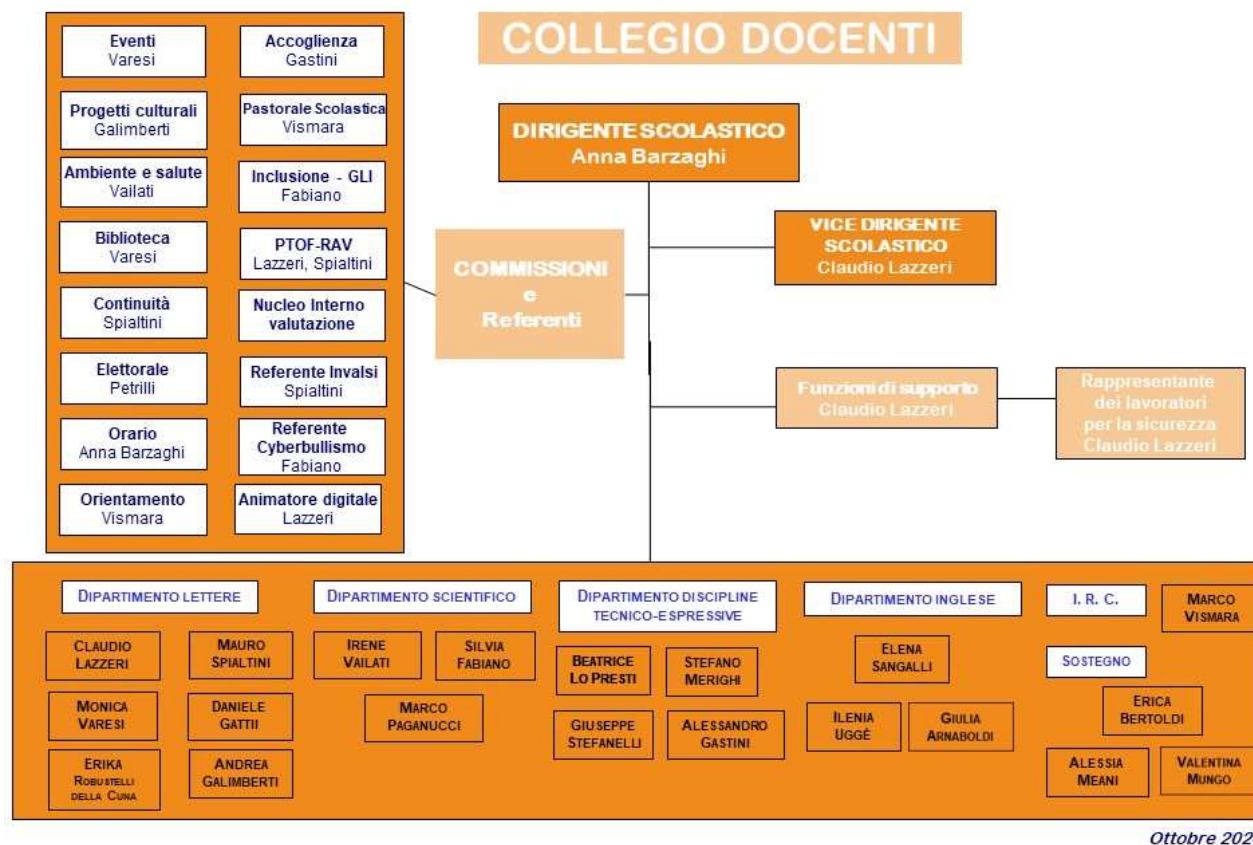 COLLEGIO DOCENTI
Eventi
Varesi
Accoglienza
Gastini
Progetti culturali
Galimberti
Pastorale Scolastica
Vismara
Ambiente e salute
Vailati
Inclusione - GLI
Fabiano
Biblioteca
Varesi
PTOF-RAV
Lazzeri, Spialtini
Continuità
Spialtini
Nucleo Interno
valutazione
Elettorale
Petrilli
Referente Invalsi
Spialtini
Orario
Anna Barzaghi
Referente
Cyberbullismo
Fabiano
Orientamento
Vismara
Animatore digitale
Lazzeri
DIRIGENTE SCOLASTICO
Anna Barzaghi
VICE DIRIGENTE
SCOLASTICO
Claudio Lazzeri
COMMISSIONI
e
Referenti
Funzioni di supporto
Claudio Lazzeri
Rappresentante
dei lavoratori
per la sicurezza
Claudio Lazzeri
DIPARTIMENTO LETTERE
CLAUDIO
LAZZERI
MAURO
SPIALTINI
MONICA
VARESI
DANIELE
GATTII
ERIKA
ROBUSTELLI
DELLA CUNA
ANDREA
GALIMBERTI
DIPARTIMENTO SCIENTIFICO
IRENE
VAILATI
SILVIA
FABIANO
MARCO
PAGANUCCI
DIPARTIMENTO DISCIPLINE
TECNICO-ESPRESSIVE
BEATRICE
LO PRESTI
STEFANO
MERIGHI
GIUSEPPE
STEFANELLI
ALESSANDRO
GASTINI
DIPARTIMENTO INGLESE
ELENA
SANGALLI
ILENIA
UGGÈ
GIULIA
ARNABOLDI
I. R. C.
MARCO
VISMARA
SOSTEGNO
ERICA
BERTOLDI
ALESSIA
MEANI
VALENTINA
MUNGO
Ottobre 202